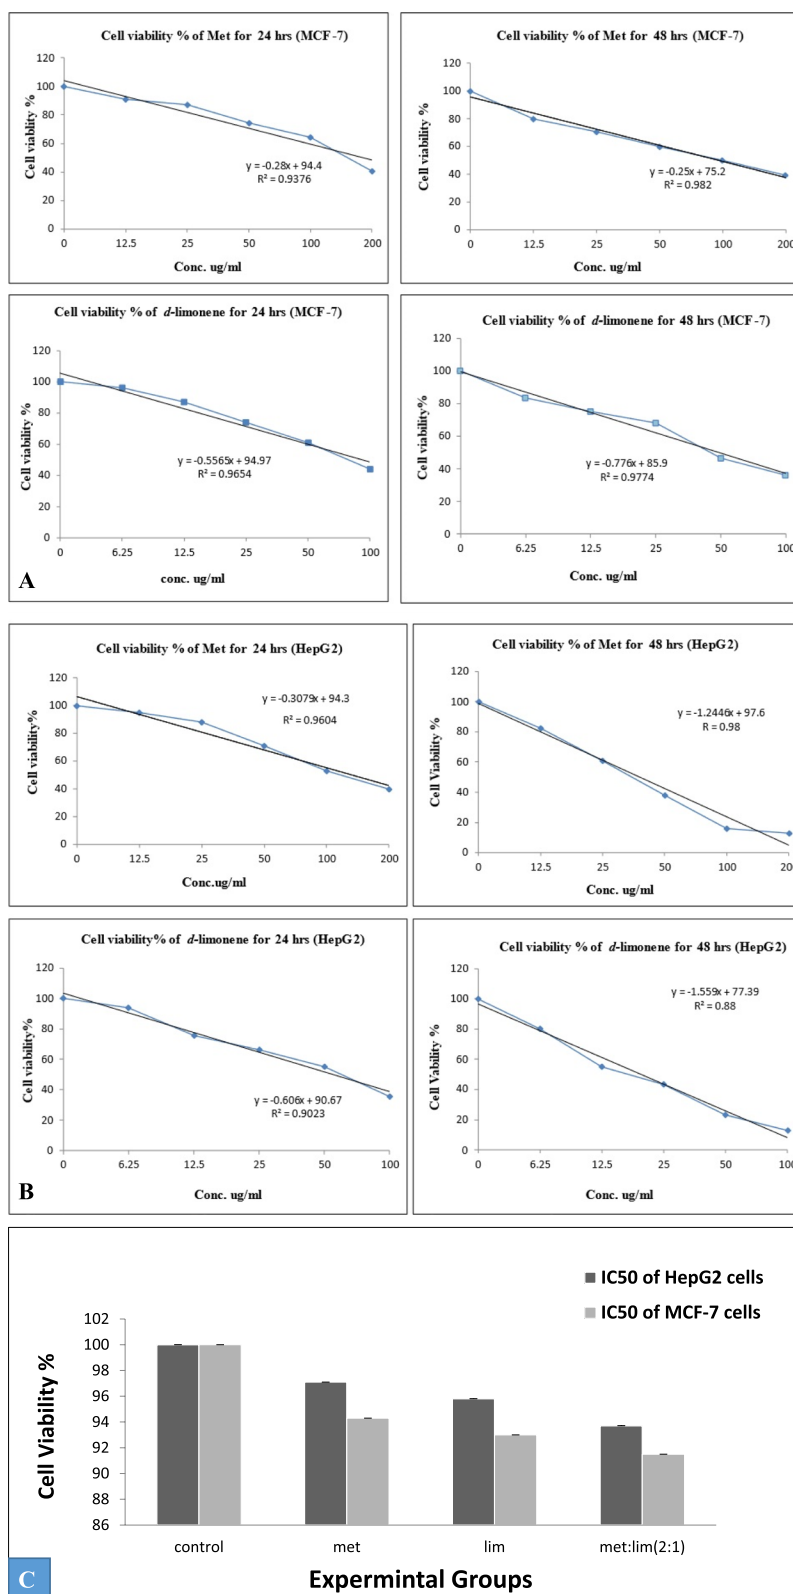 Cell viability % of Met for 24 hrs (MCF-7)
120
100
80
60
40
20
0
Cell viability %
y = -0.28x + 94.4
R² = 0.9376
0 12.5 25 50 100 200
Conc. ug/ml
Cell viability % of Met for 48 hrs (MCF-7)
120
100
80
60
40
20
0
Cell viability %
y = -0.25x + 75.2
R² = 0.982
0 12.5 25 50 100 200
Conc. ug/ml
Cell viability % of d-limonene for 24 hrs (MCF-7)
120
100
80
60
40
20
0
Cell viability %
y = -0.5565x + 94.97
R² = 0.9654
0 6.25 12.5 25 50 100
conc. ug/ml
A
Cell viability % of d-limonene for 48 hrs (MCF-7)
120
100
80
60
40
20
0
Cell viability%
y = -0.776x + 85.9
R² = 0.9774
0 6.25 12.5 25 50 100
Conc. ug/ml
Cell viability % of Met for 24 hrs (HepG2)
120
100
80
60
40
20
0
Cell viability%
y = -0.3079x + 94.3
R² = 0.9604
0 12.5 25 50 100 200
Conc.ug/ml
Cell viability % of Met for 48 hrs (HepG2)
120
100
80
60
40
20
0
Cell Viability %
y = -1.2446x + 97.6
R = 0.98
0 12.5 25 50 100 20
Conc. ug/ml
Cell viability% of d-limonene for 24 hrs (HepG2)
120
100
80
60
40
20
0
Cell viability%
y = -0.606x + 90.67
R² = 0.9023
0 6.25 12.5 25 50 100
Conc. ug/ml
B
Cell viability % of d-limonene for 48 hrs (HepG2)
120
100
80
60
40
20
0
Cell Vability %
y = -1.559x + 77.39
R² = 0.88
0 6.25 12.5 25 50 100
Conc. ug/ml
IC50 of HepG2 cells
IC50 of MCF-7 cells
102
100
98
96
94
92
90
88
86
Cell Viability %
control met lim met:lim(2:1)
Expermintal Groups
C